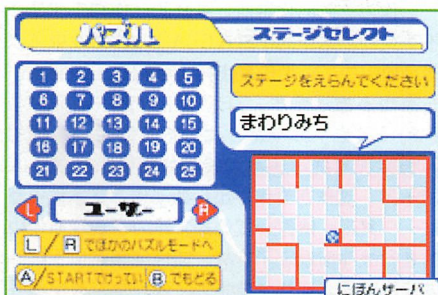 パズル
ステージセレクト
1 2 3 4 5
6 7 8 9 10
11 12 13 14 15
16 17 18 19 20
21 22 23 24 25
ステージをえらんでください
まわりみち
L ユーザー R
L / R でほかのパズルモードへ
A/STARTでけってい B でもどる
にほんサーバ